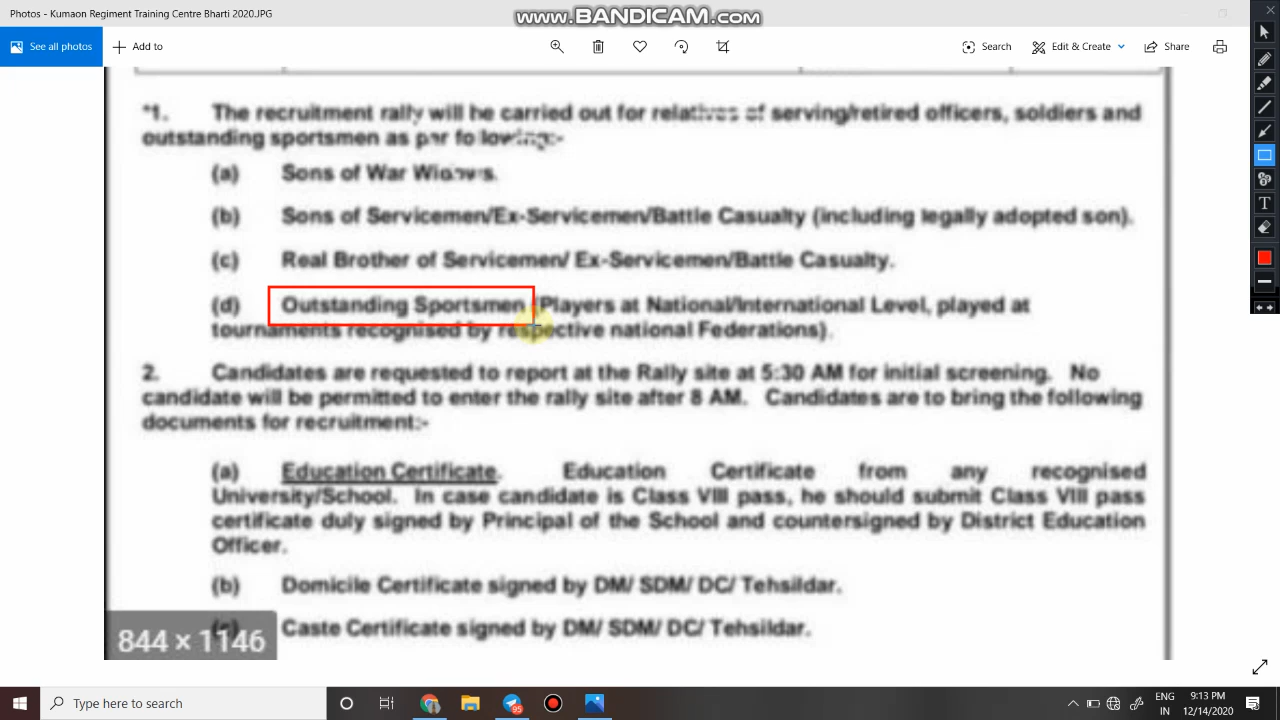 Photos - Kumaon Regiment Training Centre Bharti 2020.JPG
www.BANDICAM.com
See all photos
Add to
Search
Edit & Create
Share
*1. The recruitment rally will be carried out for relatives of serving/retired officers, soldiers and
outstanding sportsmen as per following:-
(a) Sons of War Widows.
(b) Sons of Servicemen/Ex-Servicemen/Battle Casualty (including legally adopted son).
(c) Real Brother of Servicemen/ Ex-Servicemen/Battle Casualty.
(d) Outstanding Sportsmen (Players at National/International Level, played at
tournaments recognised by respective national Federations).
2. Candidates are requested to report at the Rally site at 5:30 AM for initial screening. No
candidate will be permitted to enter the rally site after 8 AM. Candidates are to bring the following
documents for recruitment:-
(a) Education Certificate. Education Certificate from any recognised
University/School. In case candidate is Class VIII pass, he should submit Class VIII pass
certificate duly signed by Principal of the School and countersigned by District Education
Officer.
(b) Domicile Certificate signed by DM/ SDM/ DC/ Tehsildar.
Caste Certificate signed by DM/ SDM/ DC/ Tehsildar.
844 × 1146
T
Type here to search
95
ENG
IN
9:13 PM
12/14/2020